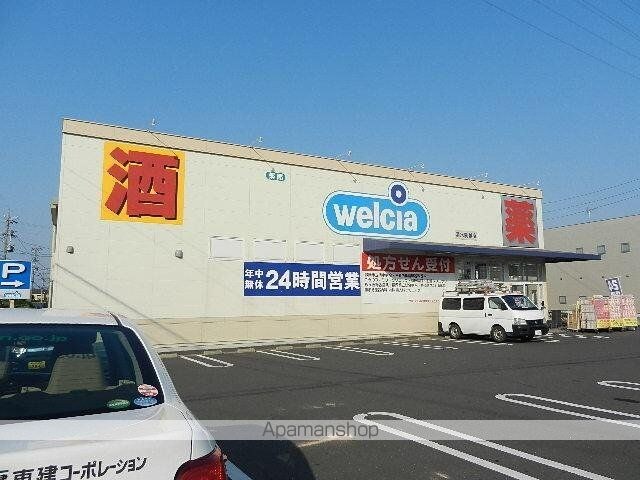 酒
welcia
薬
処方せん受付
年中
無休
24時間営業
P
東建コーポレーション
Apamanshop